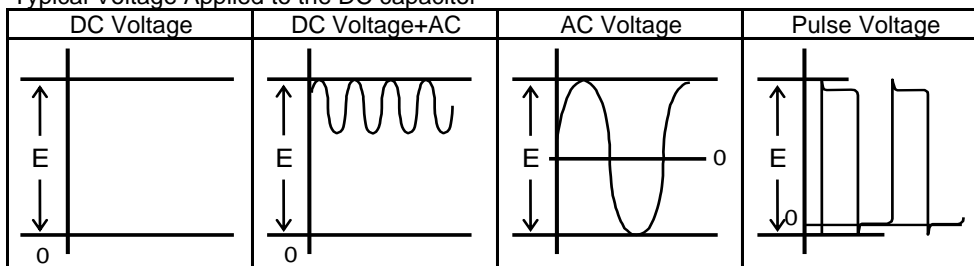 Typical Voltage Applied to the DC capacitor
DC Voltage DC Voltage+AC AC Voltage Pulse Voltage
E E E 0 E 0
0 0